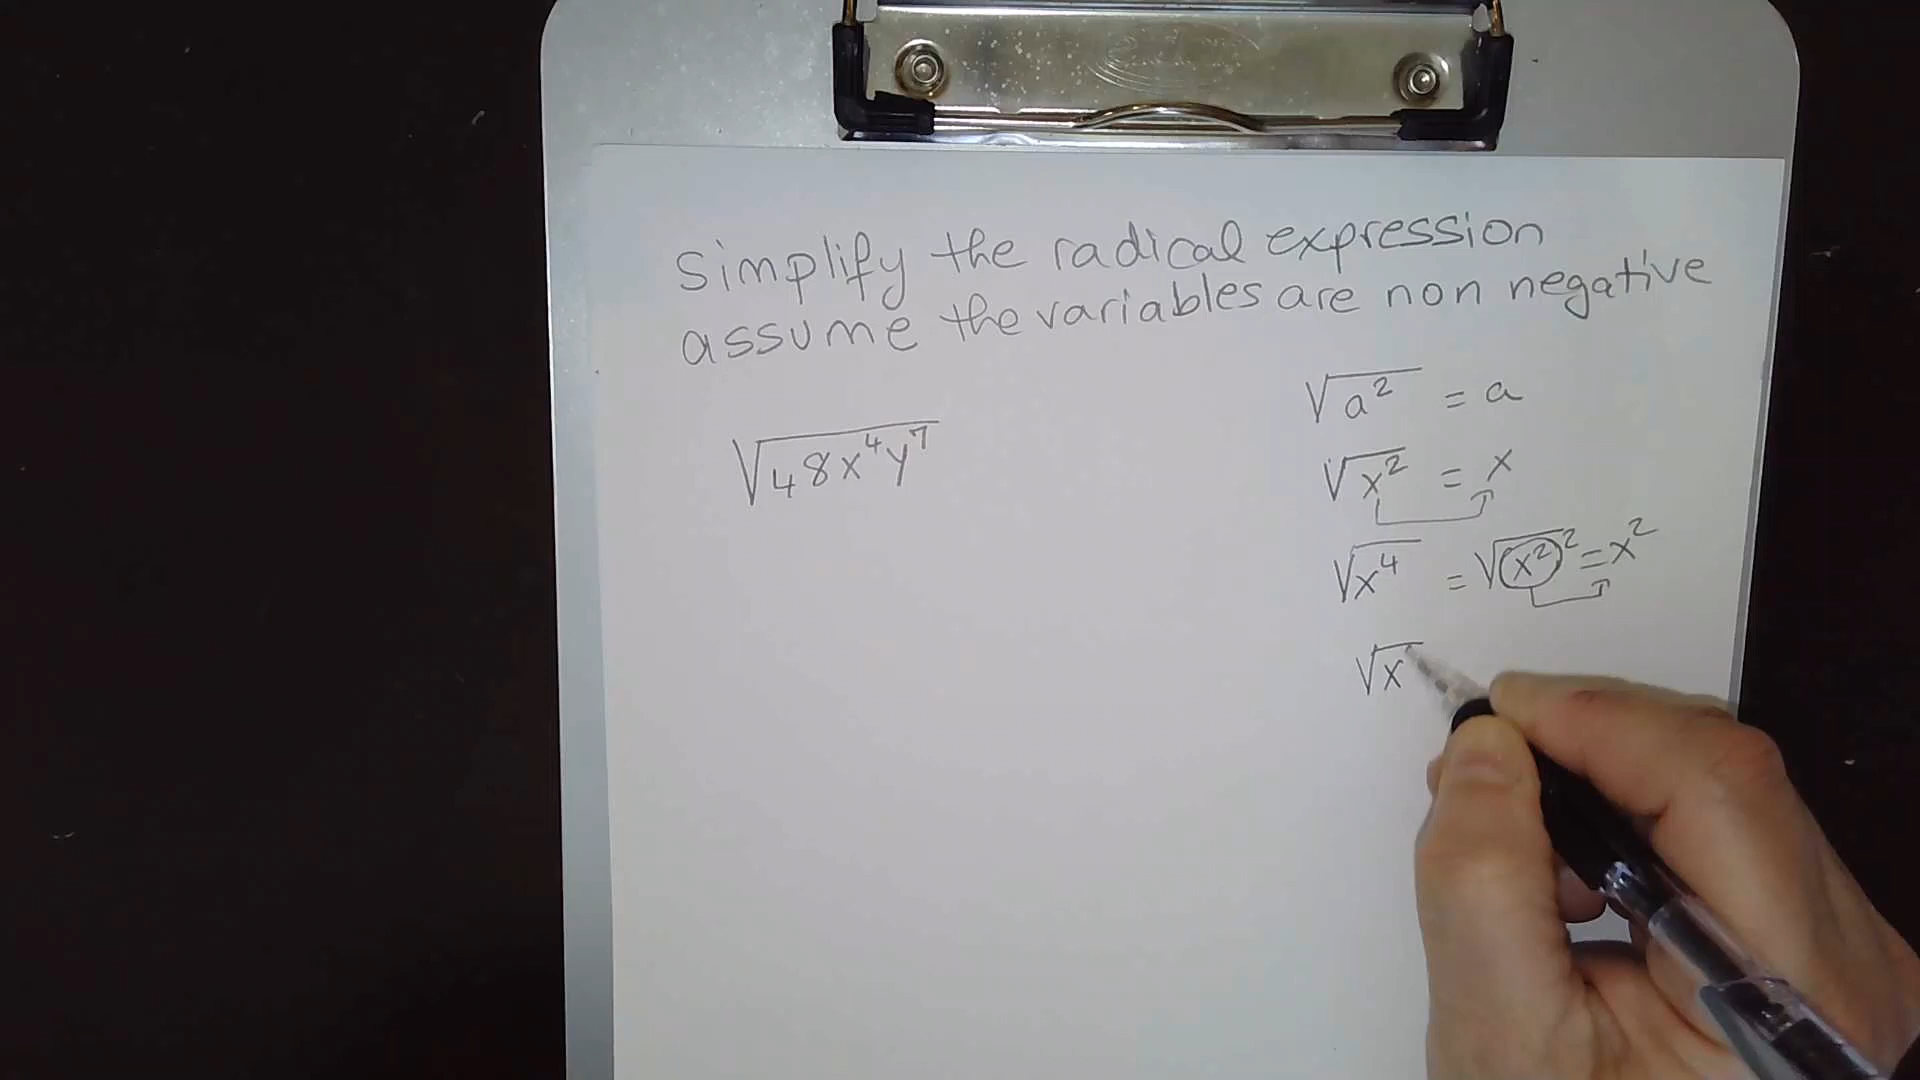 Simplify the radical expression
assume the variables are non negative
√(48x⁴y⁷)
√(a²) = a
√(x²) = x
√(x⁴) = √(x²)² = x²
√x